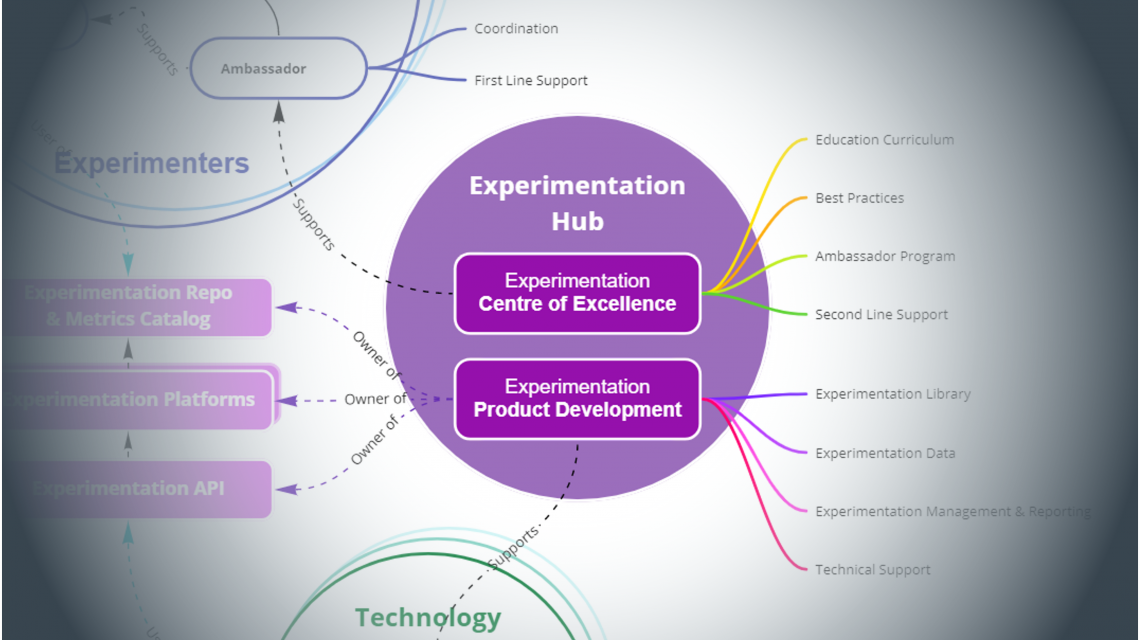 Coordination
Supports
Ambassador
First Line Support
Experimenters
Experimentation
Hub
Education Curriculum
Best Practices
Ambassador Program
Second Line Support
Supports
Experimentation
Centre of Excellence
Experimentation Repo
& Metrics Catalog
Owner of
Experimentation
Product Development
Experimentation Library
Experimentation Data
Experimentation Management & Reporting
Technical Support
Platforms
Owner of
Owner of
Experimentation API
Supports
Technology